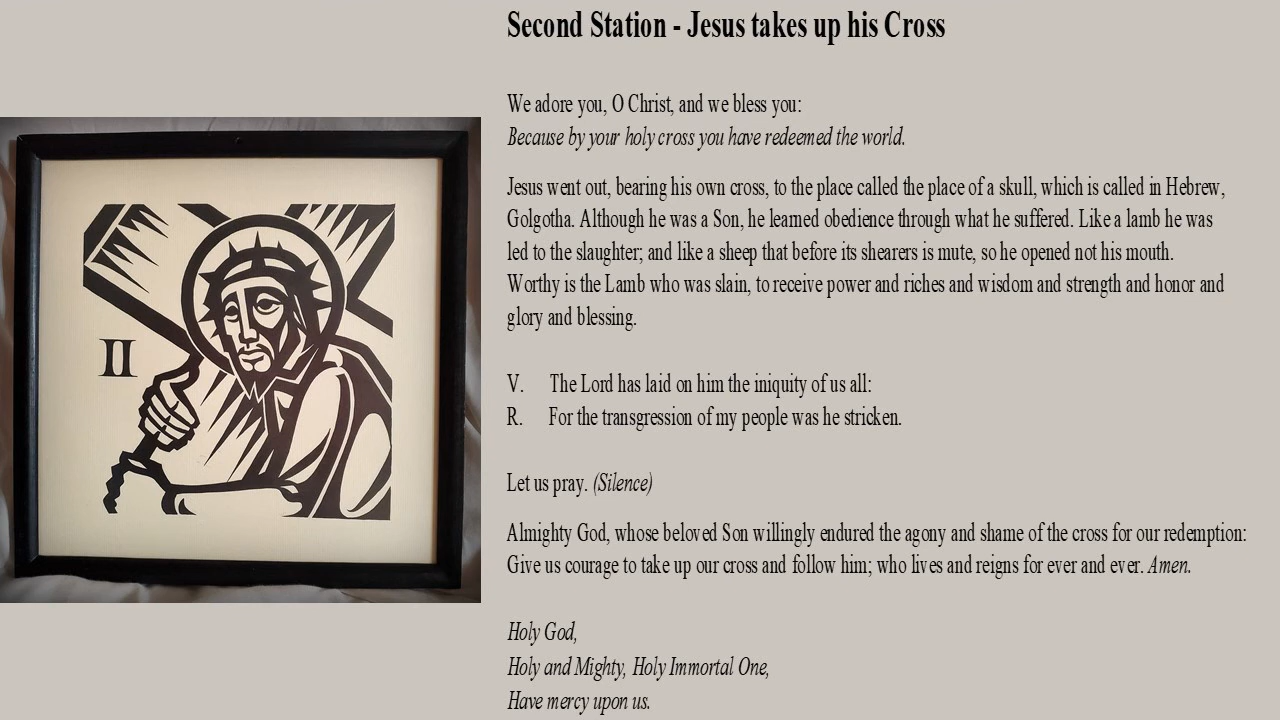 Second Station - Jesus takes up his Cross
We adore you, O Christ, and we bless you:
Because by your holy cross you have redeemed the world.
Jesus went out, bearing his own cross, to the place called the place of a skull, which is called in Hebrew,
Golgotha. Although he was a Son, he learned obedience through what he suffered. Like a lamb he was
led to the slaughter; and like a sheep that before its shearers is mute, so he opened not his mouth.
Worthy is the Lamb who was slain, to receive power and riches and wisdom and strength and honor and
glory and blessing.
II
V. The Lord has laid on him the iniquity of us all:
R. For the transgression of my people was he stricken.
Let us pray. (Silence)
Almighty God, whose beloved Son willingly endured the agony and shame of the cross for our redemption:
Give us courage to take up our cross and follow him; who lives and reigns for ever and ever. Amen.
Holy God,
Holy and Mighty, Holy Immortal One,
Have mercy upon us.